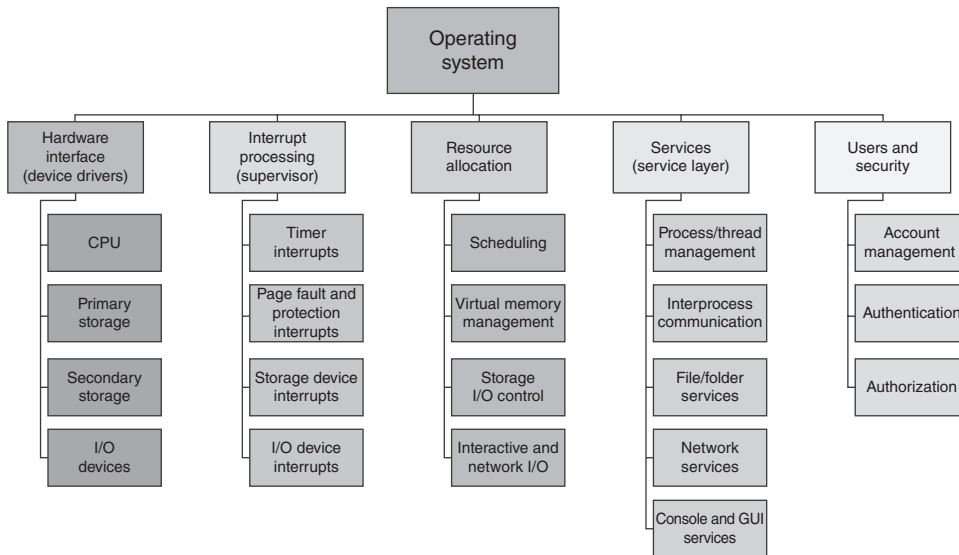 Operating
system
Hardware
interface
(device drivers)
CPU
Primary
storage
Secondary
storage
I/O
devices
Interrupt
processing
(supervisor)
Timer
interrupts
Page fault and
protection
interrupts
Storage device
interrupts
I/O device
interrupts
Resource
allocation
Scheduling
Virtual memory
management
Storage
I/O control
Interactive and
network I/O
Services
(service layer)
Process/thread
management
Interprocess
communication
File/folder
services
Network
services
Console and GUI
services
Users and
security
Account
management
Authentication
Authorization